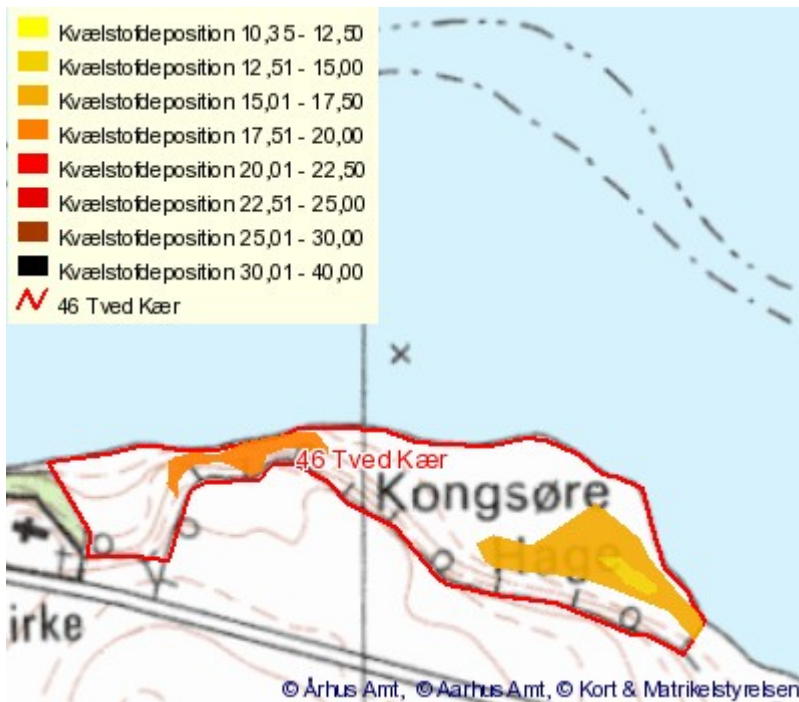 Kvælstofdeposition 10,35 - 12,50
Kvælstofdeposition 12,51 - 15,00
Kvælstofdeposition 15,01 - 17,50
Kvælstofdeposition 17,51 - 20,00
Kvælstofdeposition 20,01 - 22,50
Kvælstofdeposition 22,51 - 25,00
Kvælstofdeposition 25,01 - 30,00
Kvælstofdeposition 30,01 - 40,00
46 Tved Kær
46 Tved Kær
Kongsøre
Hage
irke
© Århus Amt, © Aarhus Amt, © Kort & Matrikelstyrelsen